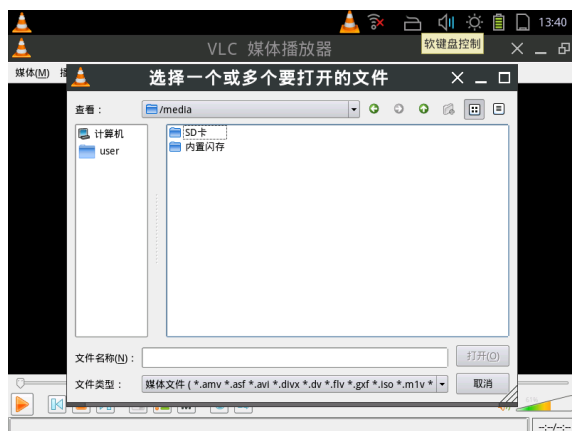 13:40
VLC 媒体播放器
软键盘控制
媒体(M)
选择一个或多个要打开的文件
查看：
/media
计算机
user
SD卡
内置闪存
文件名称(N)：
打开(O)
文件类型：
媒体文件 ( *.amv *.asf *.avi *.divx *.dv *.flv *.gxf *.iso *.m1v *
取消
--:--/--:--